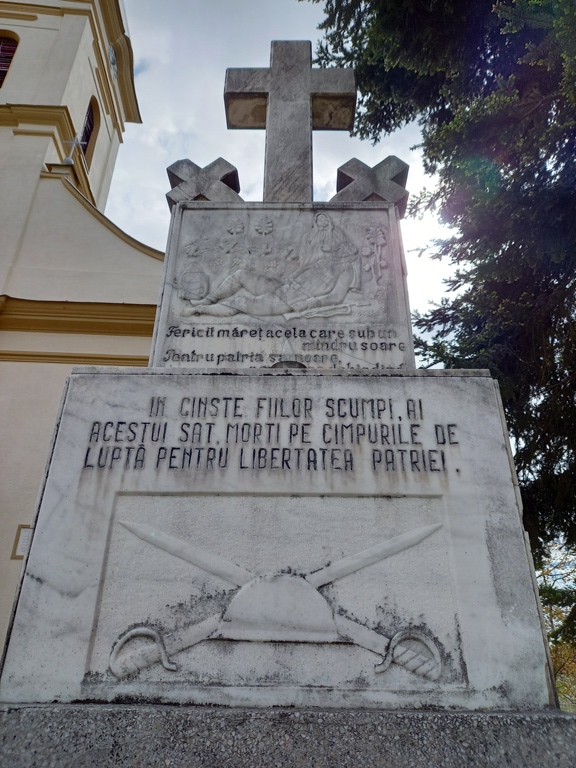 Fericit măreț acela care sub un
mîndru soare
Pentru patria sa moare,
IN CINSTE FIILOR SCUMPI, AI
ACESTUI SAT, MORTI PE CIMPURILE DE
LUPTĂ PENTRU LIBERTATEA PATRIEI.